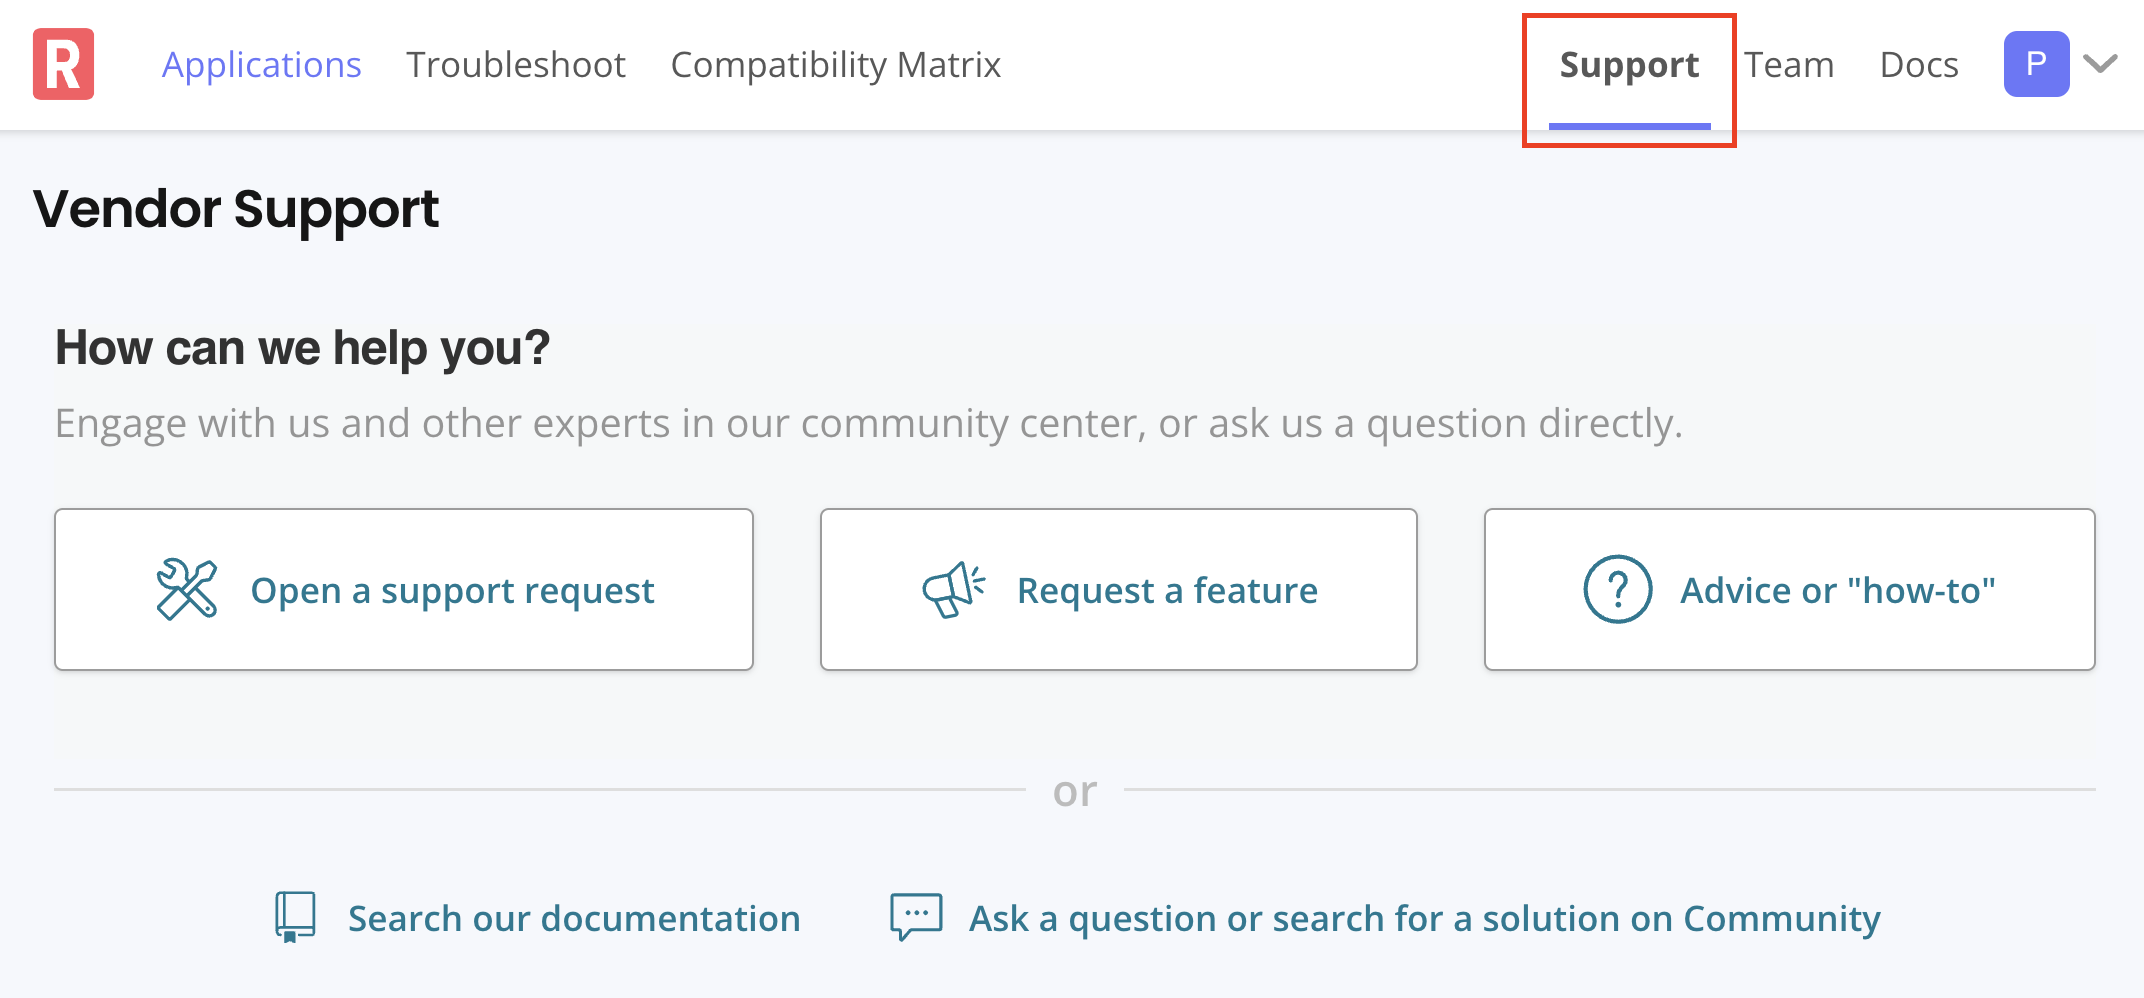 R Applications Troubleshoot Compatibility Matrix Support Team Docs P
Vendor Support
How can we help you?
Engage with us and other experts in our community center, or ask us a question directly.
Open a support request
Request a feature
Advice or "how-to"
or
Search our documentation
Ask a question or search for a solution on Community